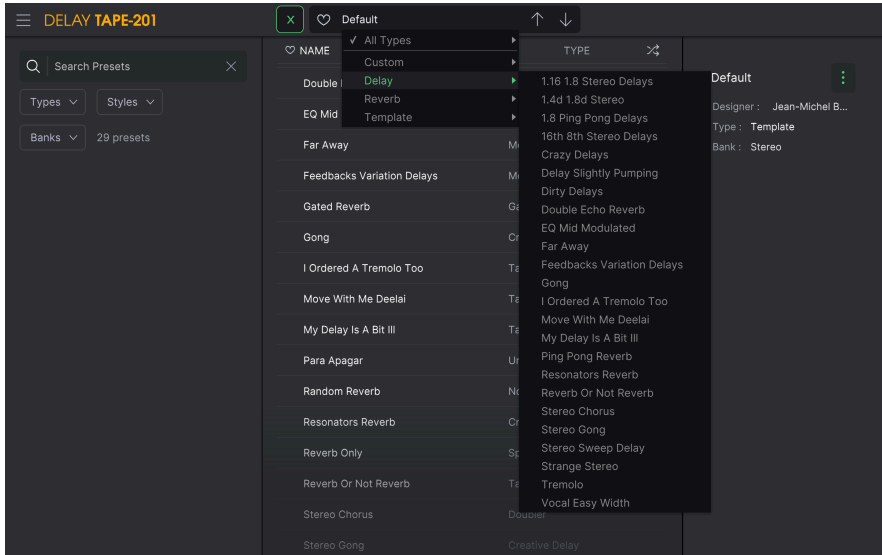 DELAY TAPE-201
X
Default
Search Presets
Types
Styles
Banks
29 presets
NAME
TYPE
All Types
Custom
Delay
Reverb
Template
Double
EQ Mid
Far Away
Feedbacks Variation Delays
Gated Reverb
Gong
I Ordered A Tremolo Too
Move With Me Deelai
My Delay Is A Bit Ill
Para Apagar
Random Reverb
Resonators Reverb
Reverb Only
Reverb Or Not Reverb
Stereo Chorus
Doubler
Stereo Gong
Creative Delay
1.16 1.8 Stereo Delays
1.4d 1.8d Stereo
1.8 Ping Pong Delays
16th 8th Stereo Delays
Crazy Delays
Delay Slightly Pumping
Dirty Delays
Double Echo Reverb
EQ Mid Modulated
Far Away
Feedbacks Variation Delays
Gong
I Ordered A Tremolo Too
Move With Me Deelai
My Delay Is A Bit Ill
Ping Pong Reverb
Resonators Reverb
Reverb Or Not Reverb
Stereo Chorus
Stereo Gong
Stereo Sweep Delay
Strange Stereo
Tremolo
Vocal Easy Width
Default
Designer : Jean-Michel B...
Type : Template
Bank : Stereo